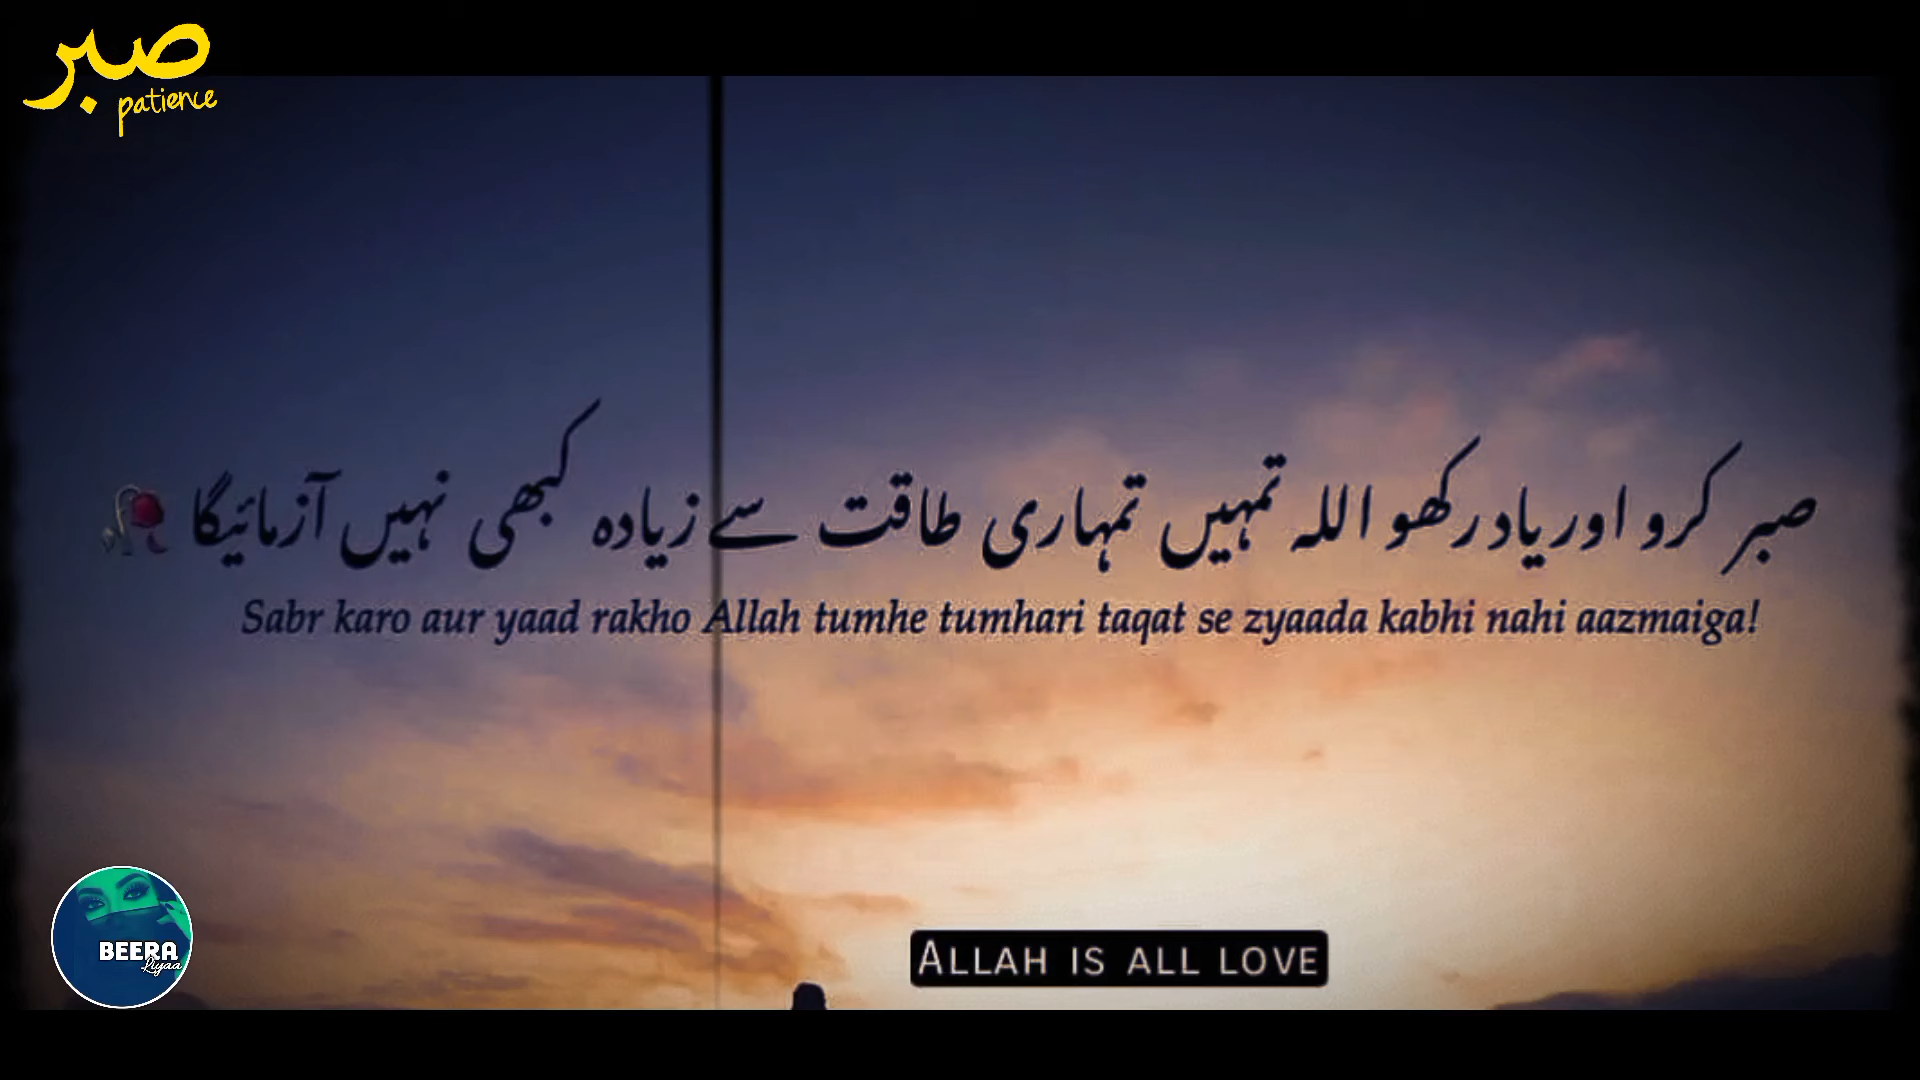 صبر
patience
صبر کرو اور یاد رکھو اللہ تمہیں تمہاری طاقت سے زیادہ کبھی نہیں آزمائیگا
Sabr karo aur yaad rakho Allah tumhe tumhari taqat se zyaada kabhi nahi aazmaiga!
ALLAH IS ALL LOVE
BEERA
Liyaa